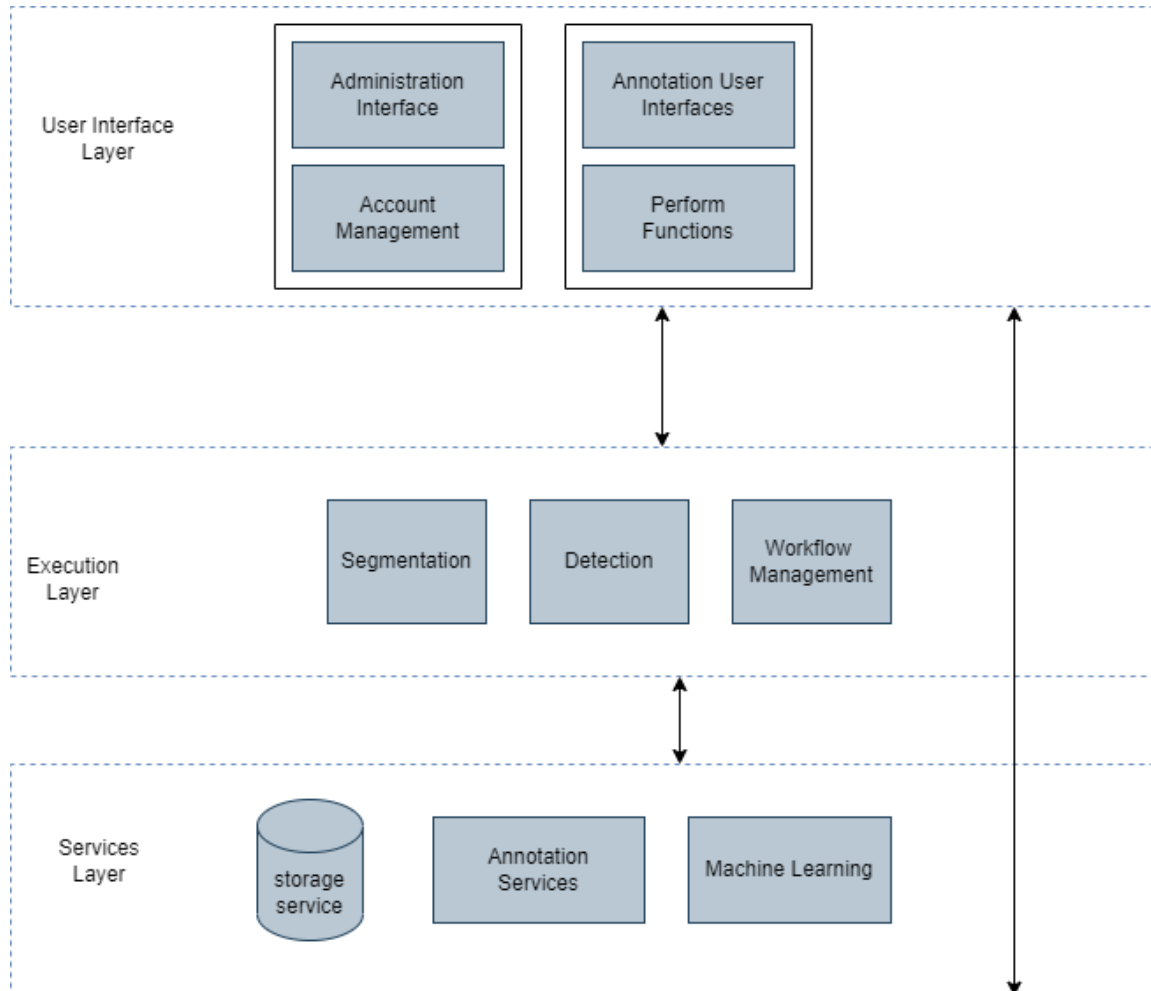 User Interface
Layer
Administration
Interface
Account
Management
Annotation User
Interfaces
Perform
Functions
Execution
Layer
Segmentation
Detection
Workflow
Management
Services
Layer
storage
service
Annotation
Services
Machine Learning